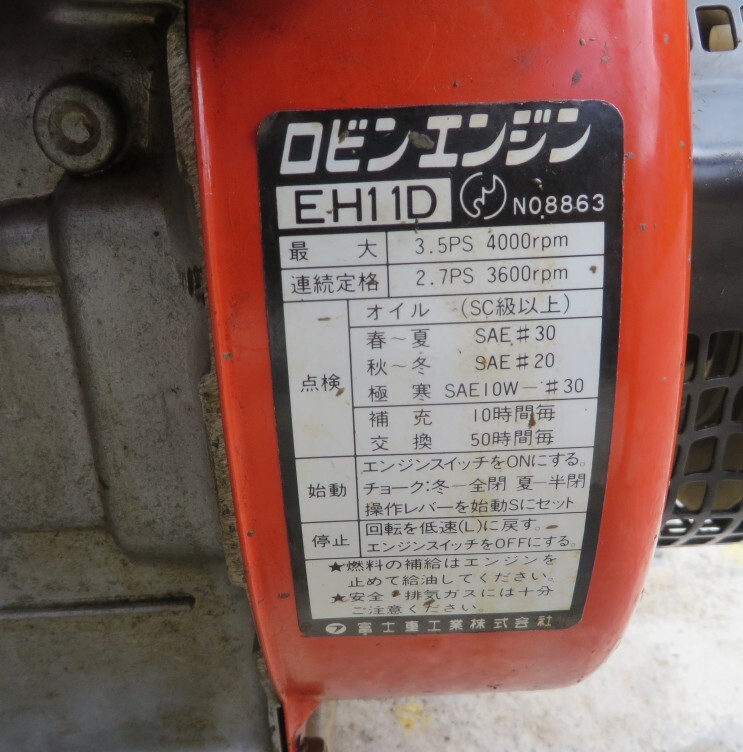 ロビンエンジン
EH11D NO.8863
最 大 3.5PS 4000rpm
連続定格 2.7PS 3600rpm
点検
オイル (SC級以上)
春～夏 SAE♯30
秋～冬 SAE♯20
極 寒 SAE10W－♯30
補 充 10時間毎
交 換 50時間毎
始動
エンジンスイッチをONにする。
チョーク:冬－全閉 夏－半閉
操作レバーを始動Sにセット
停止
回転を低速(L)に戻す。
エンジンスイッチをOFFにする。
★燃料の補給はエンジンを
止めて給油してください。
★安全・排気ガスには十分
ご注意ください。
フ 富士重工業株式会社